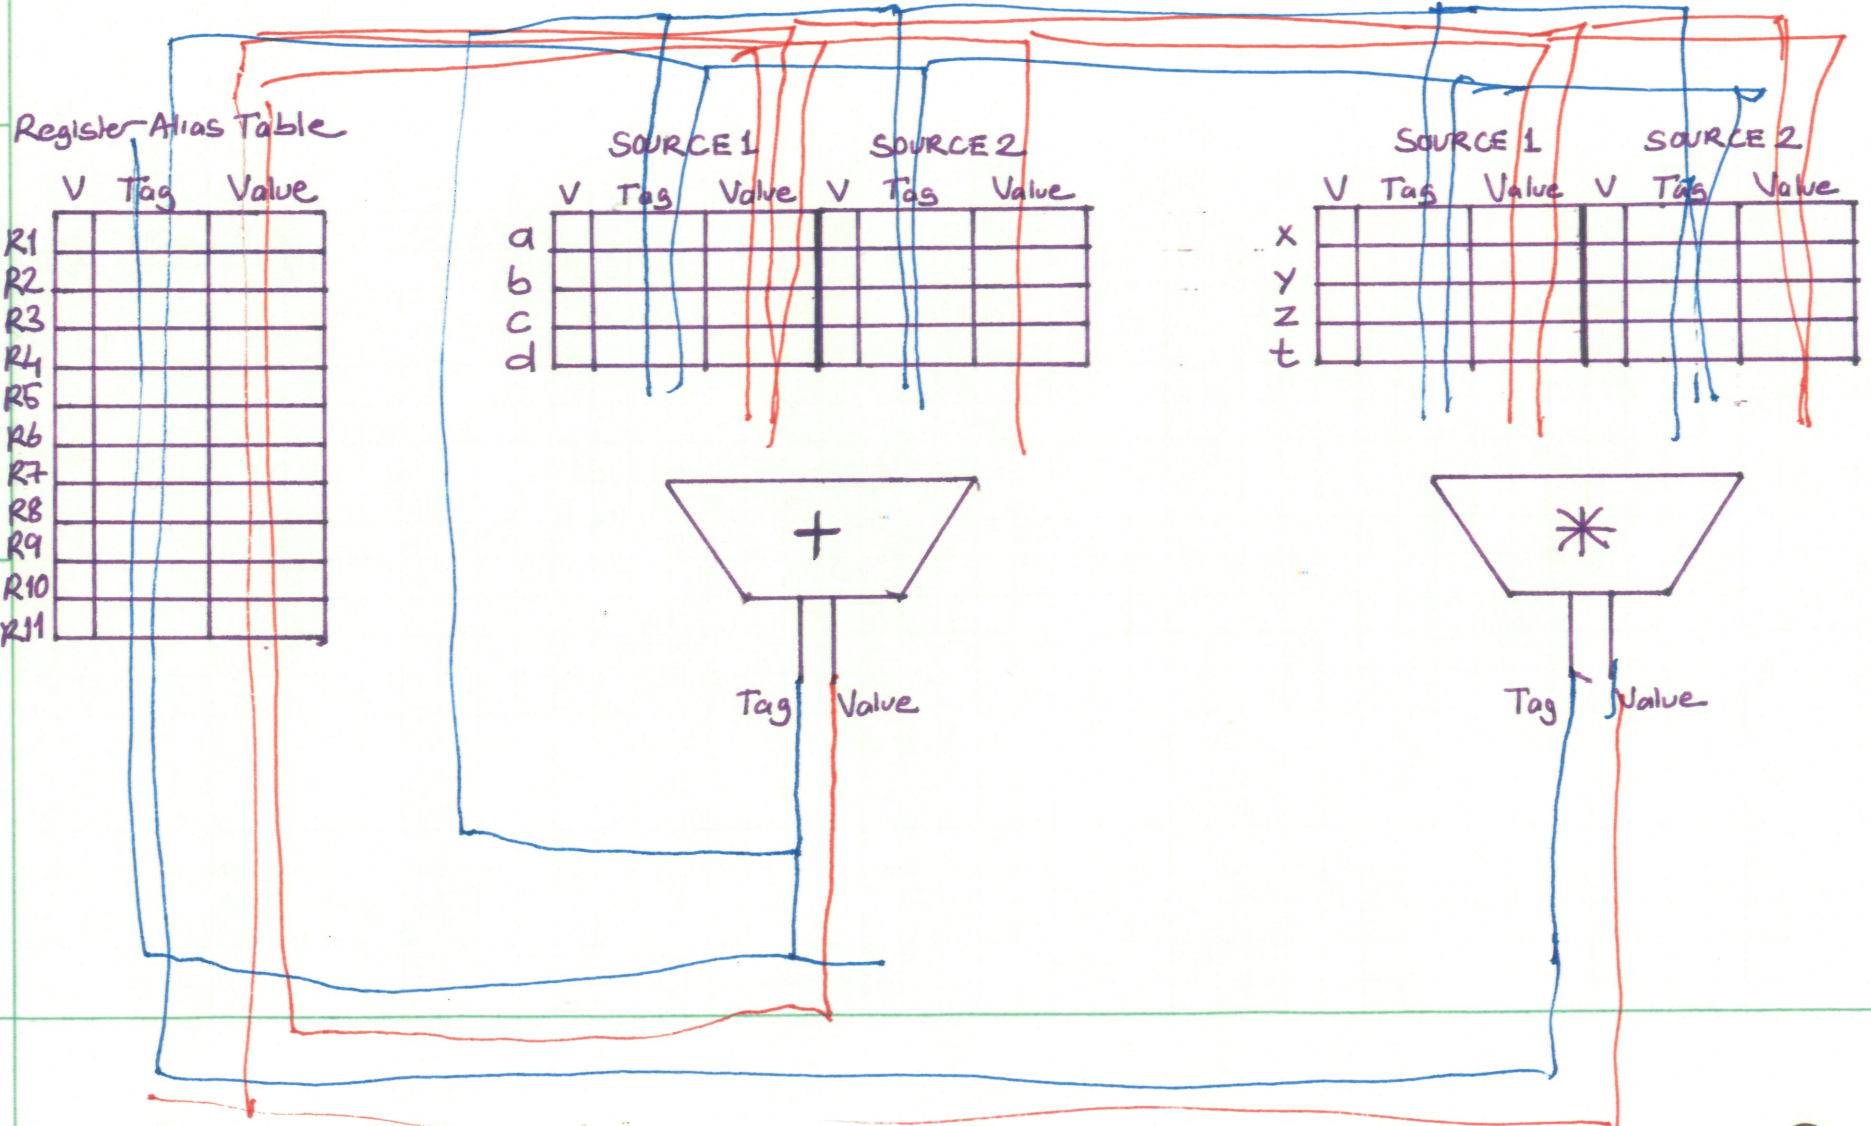 Register Alias Table
V Tag Value
R1
R2
R3
R4
R5
R6
R7
R8
R9
R10
R11
SOURCE 1 SOURCE 2
V Tag Value V Tag Value
a
b
c
d
+
Tag Value
SOURCE 1 SOURCE 2
V Tag Value V Tag Value
x
y
z
t
*
Tag Value